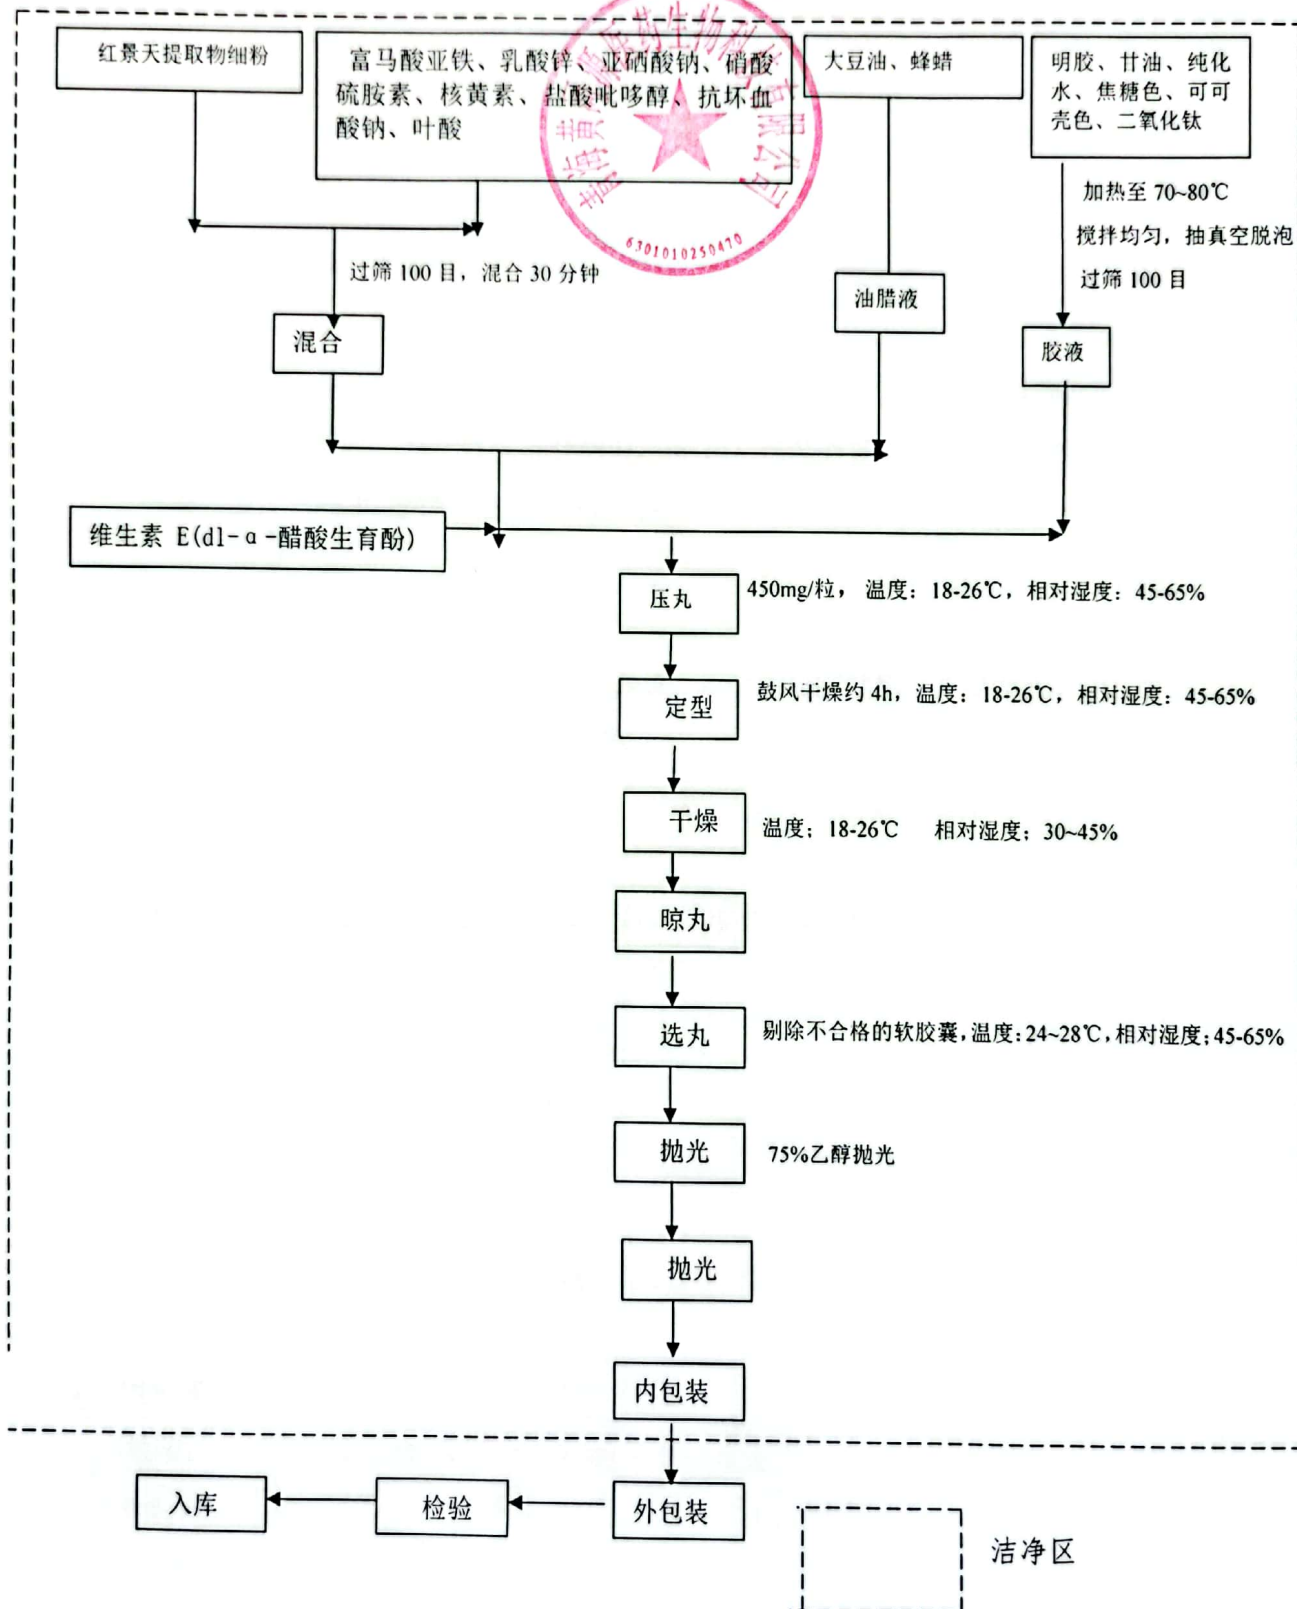 红景天提取物细粉
富马酸亚铁、乳酸锌、亚硒酸钠、硝酸
硫胺素、核黄素、盐酸吡哆醇、抗坏血
酸钠、叶酸
大豆油、蜂蜡
明胶、甘油、纯化
水、焦糖色、可可
壳色、二氧化钛
6301010250470
加热至 70~80℃
搅拌均匀，抽真空脱泡
过筛 100 目
过筛 100 目，混合 30 分钟
混合
油腊液
胶液
维生素 E(dl-α-醋酸生育酚)
压丸
450mg/粒， 温度：18-26℃，相对湿度：45-65%
定型
鼓风干燥约 4h，温度：18-26℃，相对湿度：45-65%
干燥
温度；18-26℃ 相对湿度；30~45%
晾丸
选丸
剔除不合格的软胶囊,温度:24~28℃,相对湿度;45-65%
抛光
75%乙醇抛光
抛光
内包装
外包装
检验
入库
洁净区